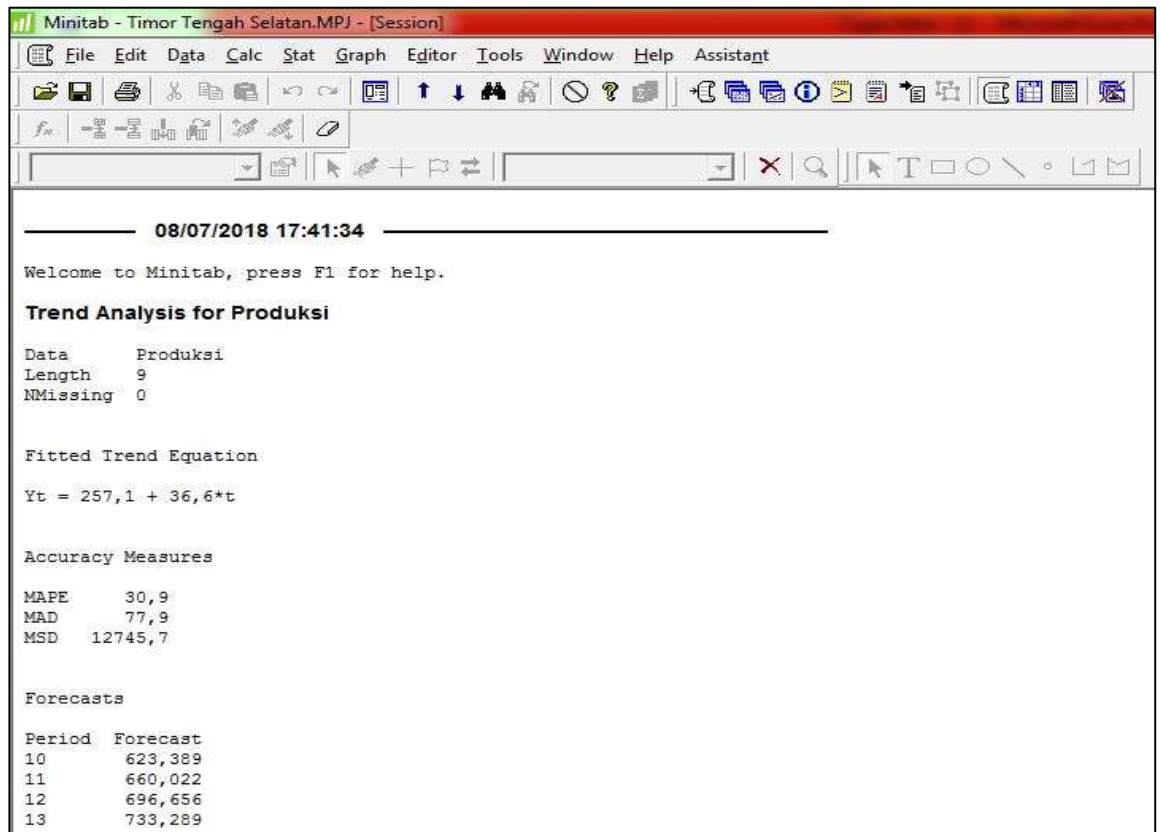 Minitab - Timor Tengah Selatan.MPJ - [Session]
File Edit Data Calc Stat Graph Editor Tools Window Help Assistant
08/07/2018 17:41:34
Welcome to Minitab, press F1 for help.
Trend Analysis for Produksi
Data Produksi
Length 9
NMissing 0
Fitted Trend Equation
Yt = 257,1 + 36,6*t
Accuracy Measures
MAPE 30,9
MAD 77,9
MSD 12745,7
Forecasts
Period Forecast
10 623,389
11 660,022
12 696,656
13 733,289